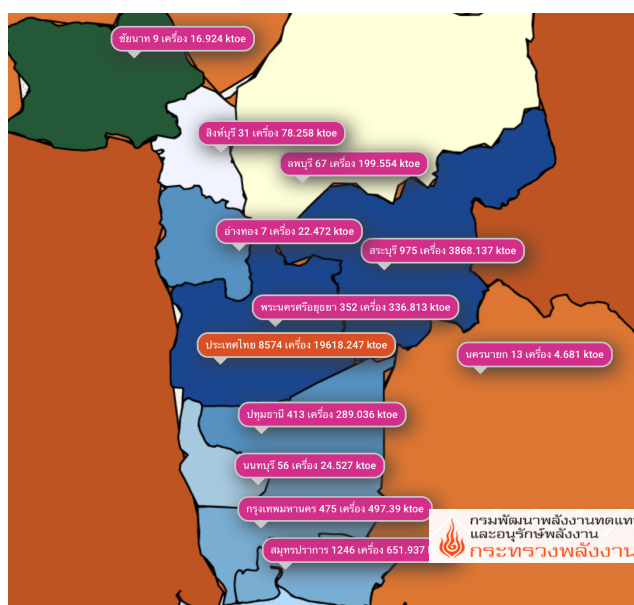 ชัยนาท 9 เครื่อง 16.924 ktoe
สิงห์บุรี 31 เครื่อง 78.258 ktoe
ลพบุรี 67 เครื่อง 199.554 ktoe
อ่างทอง 7 เครื่อง 22.472 ktoe
สระบุรี 975 เครื่อง 3868.137 ktoe
พระนครศรีอยุธยา 352 เครื่อง 336.813 ktoe
ประเทศไทย 8574 เครื่อง 19618.247 ktoe
นครนายก 13 เครื่อง 4.681 ktoe
ปทุมธานี 413 เครื่อง 289.036 ktoe
นนทบุรี 56 เครื่อง 24.527 ktoe
กรุงเทพมหานคร 475 เครื่อง 497.39 ktoe
สมุทรปราการ 1246 เครื่อง 651.937
กรมพัฒนาพลังงานทดแท
และอนุรักษ์พลังงาน
กระทรวงพลังงาน